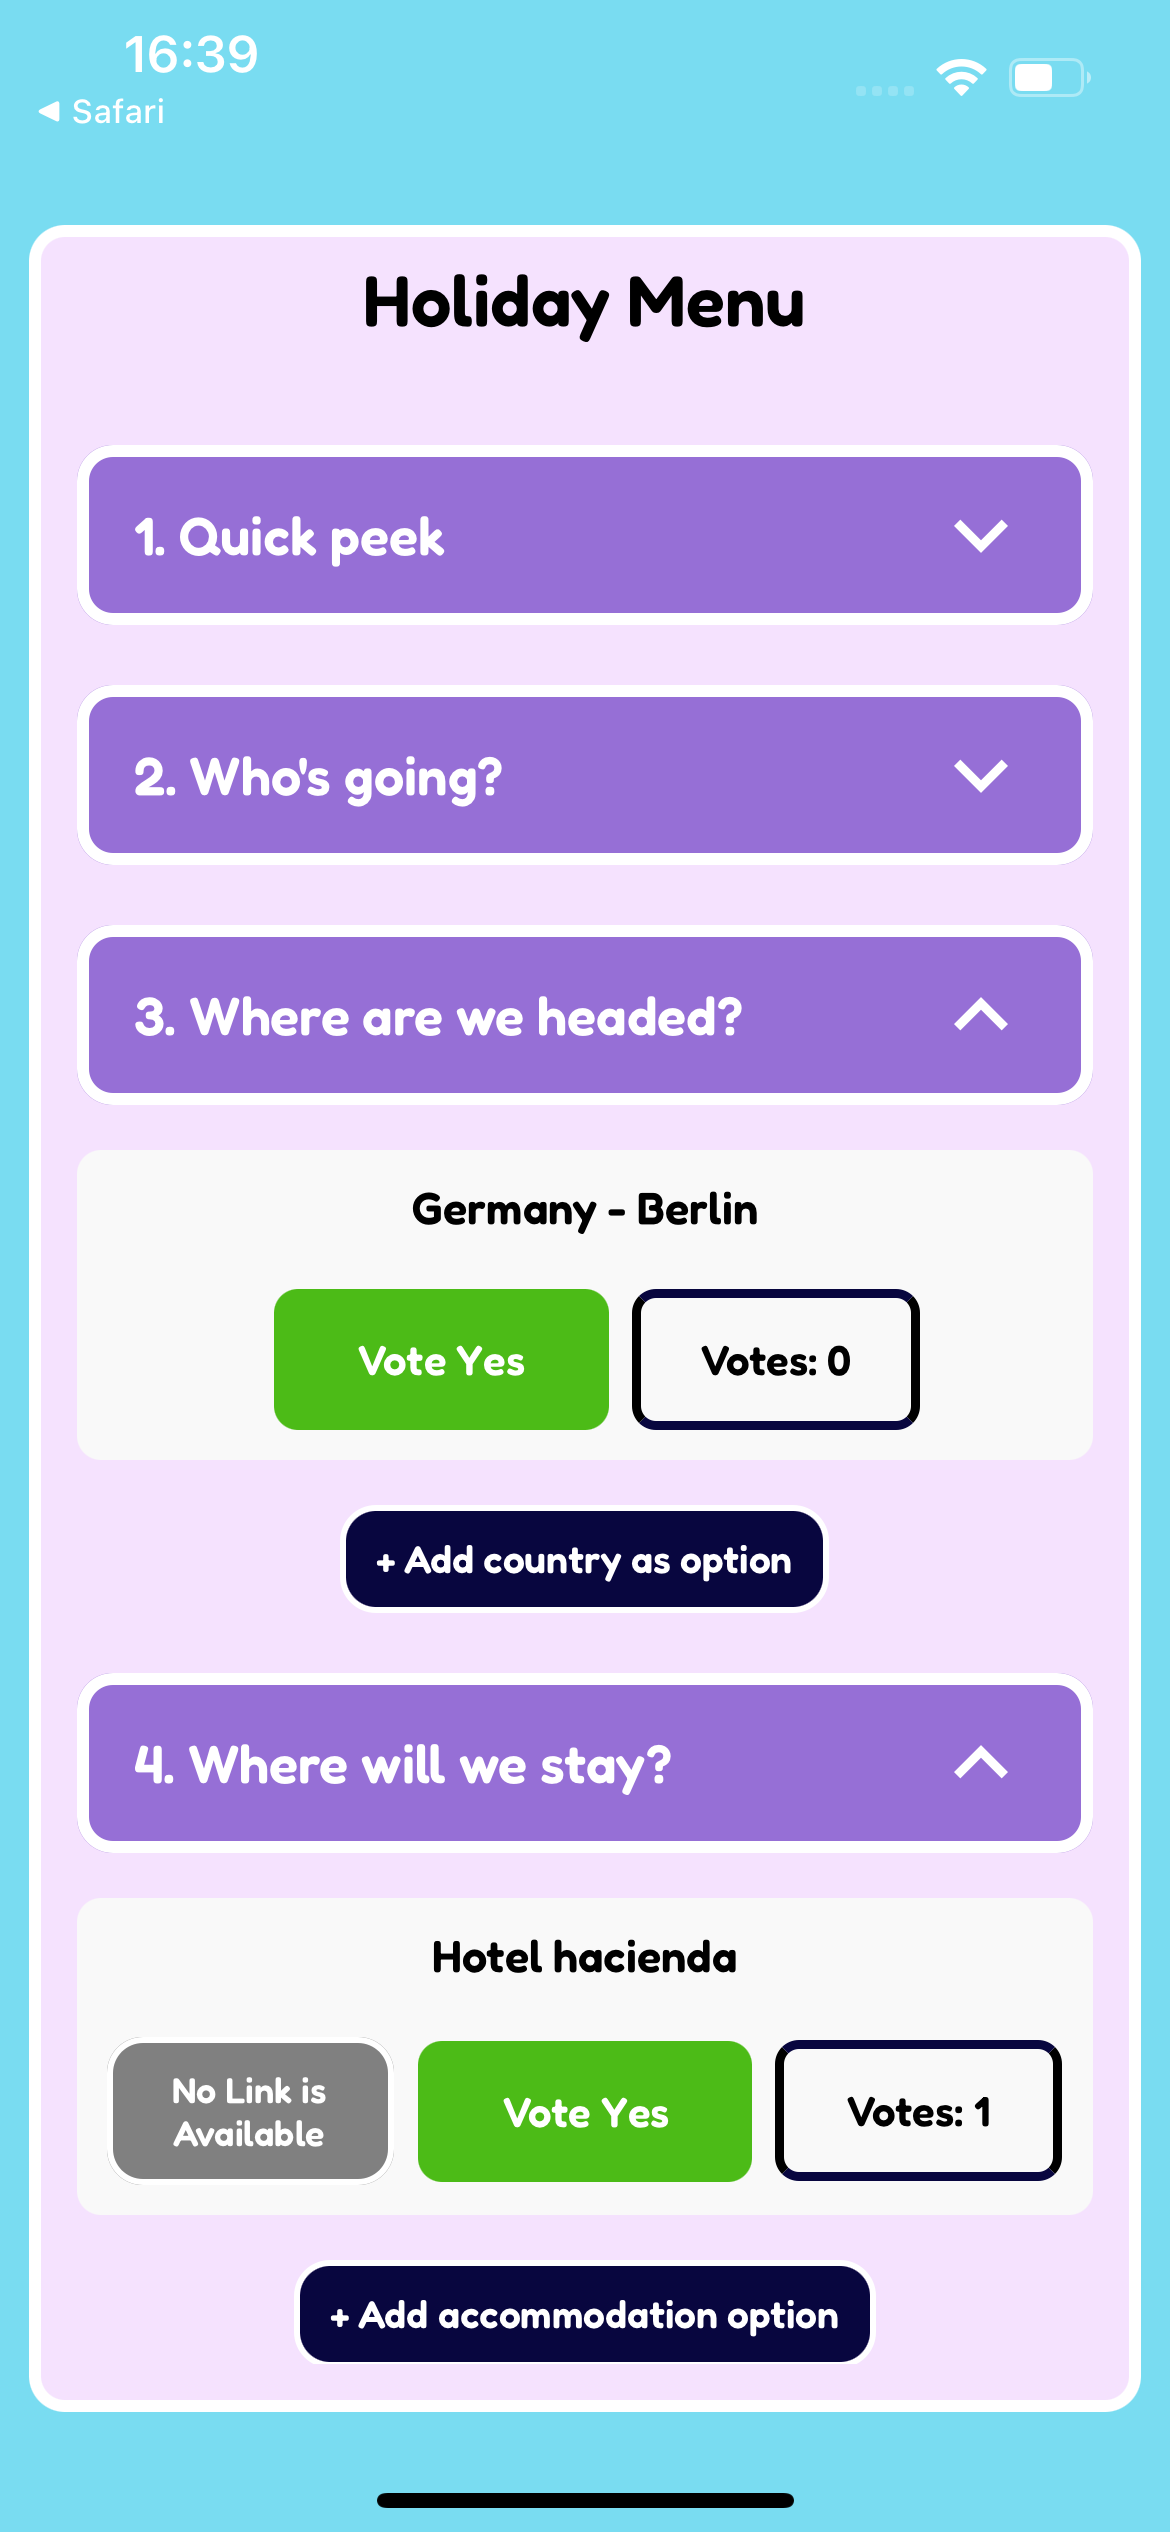 16:39
Safari
Holiday Menu
1. Quick peek
2. Who's going?
3. Where are we headed?
Germany - Berlin
Vote Yes
Votes: 0
+ Add country as option
4. Where will we stay?
Hotel hacienda
No Link is
Available
Vote Yes
Votes: 1
+ Add accommodation option